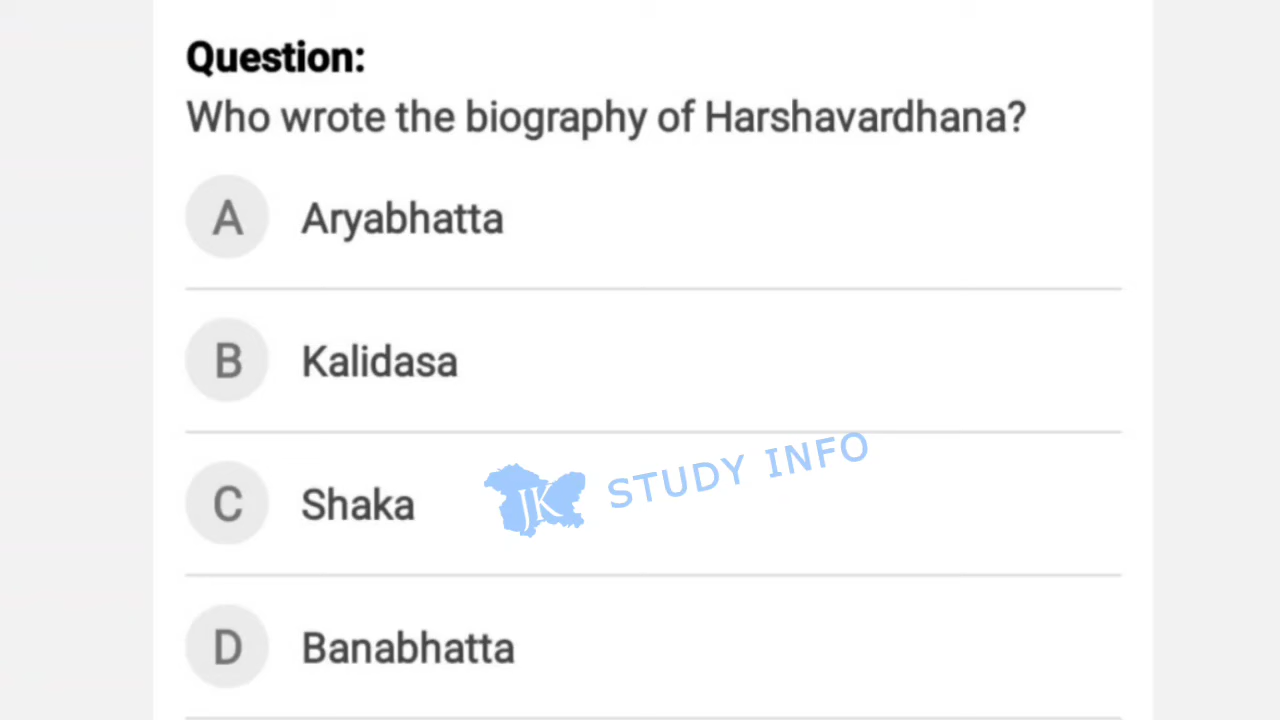 Question:
Who wrote the biography of Harshavardhana?
A Aryabhatta
B Kalidasa
C Shaka
JK STUDY INFO
D Banabhatta